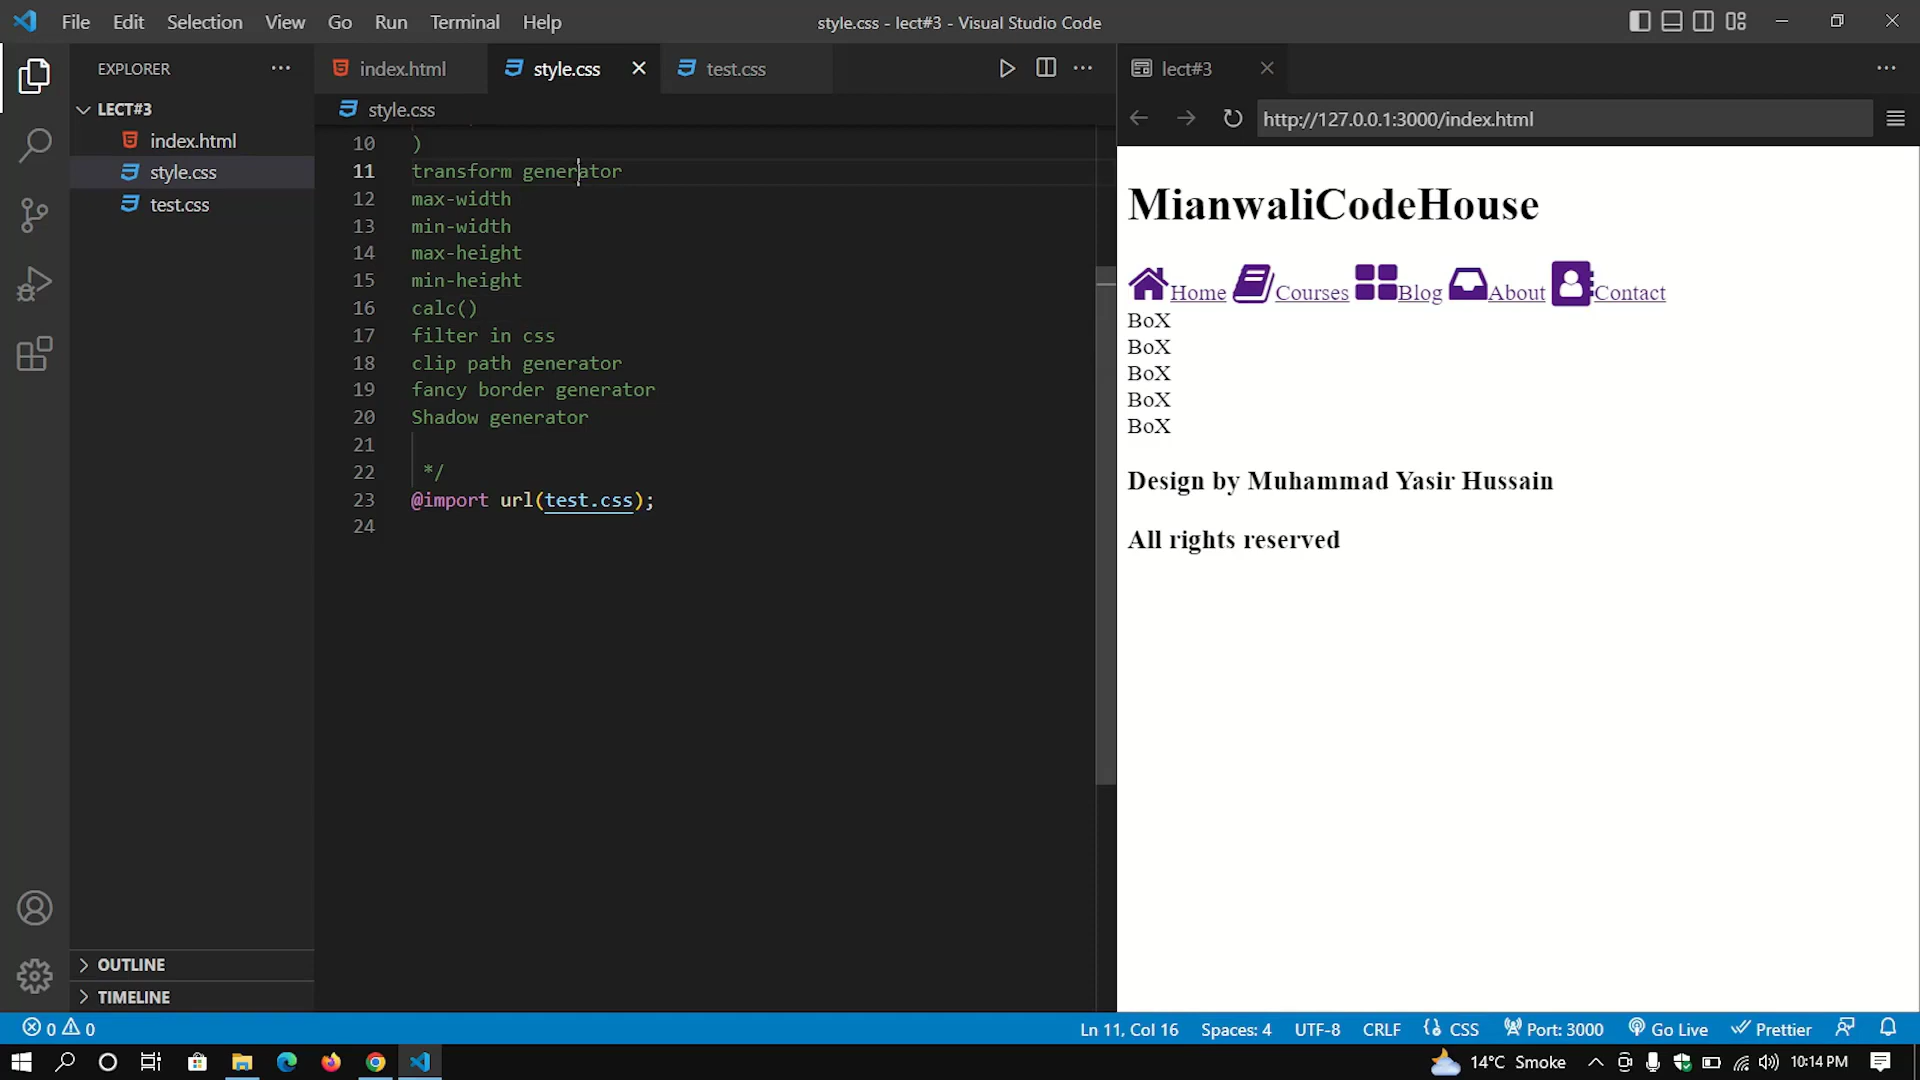 File Edit Selection View Go Run Terminal Help
style.css - lect#3 - Visual Studio Code
EXPLORER
LECT#3
index.html
style.css
test.css
OUTLINE
TIMELINE
index.html style.css test.css
style.css
10 )
11 transform generator
12 max-width
13 min-width
14 max-height
15 min-height
16 calc()
17 filter in css
18 clip path generator
19 fancy border generator
20 Shadow generator
21
22 */
23 @import url(test.css);
24
lect#3
http://127.0.0.1:3000/index.html
MianwaliCodeHouse
Home Courses Blog About Contact
BoX
BoX
BoX
BoX
BoX
Design by Muhammad Yasir Hussain
All rights reserved
0 0 Ln 11, Col 16 Spaces: 4 UTF-8 CRLF CSS Port: 3000 Go Live Prettier
14°C Smoke 10:14 PM